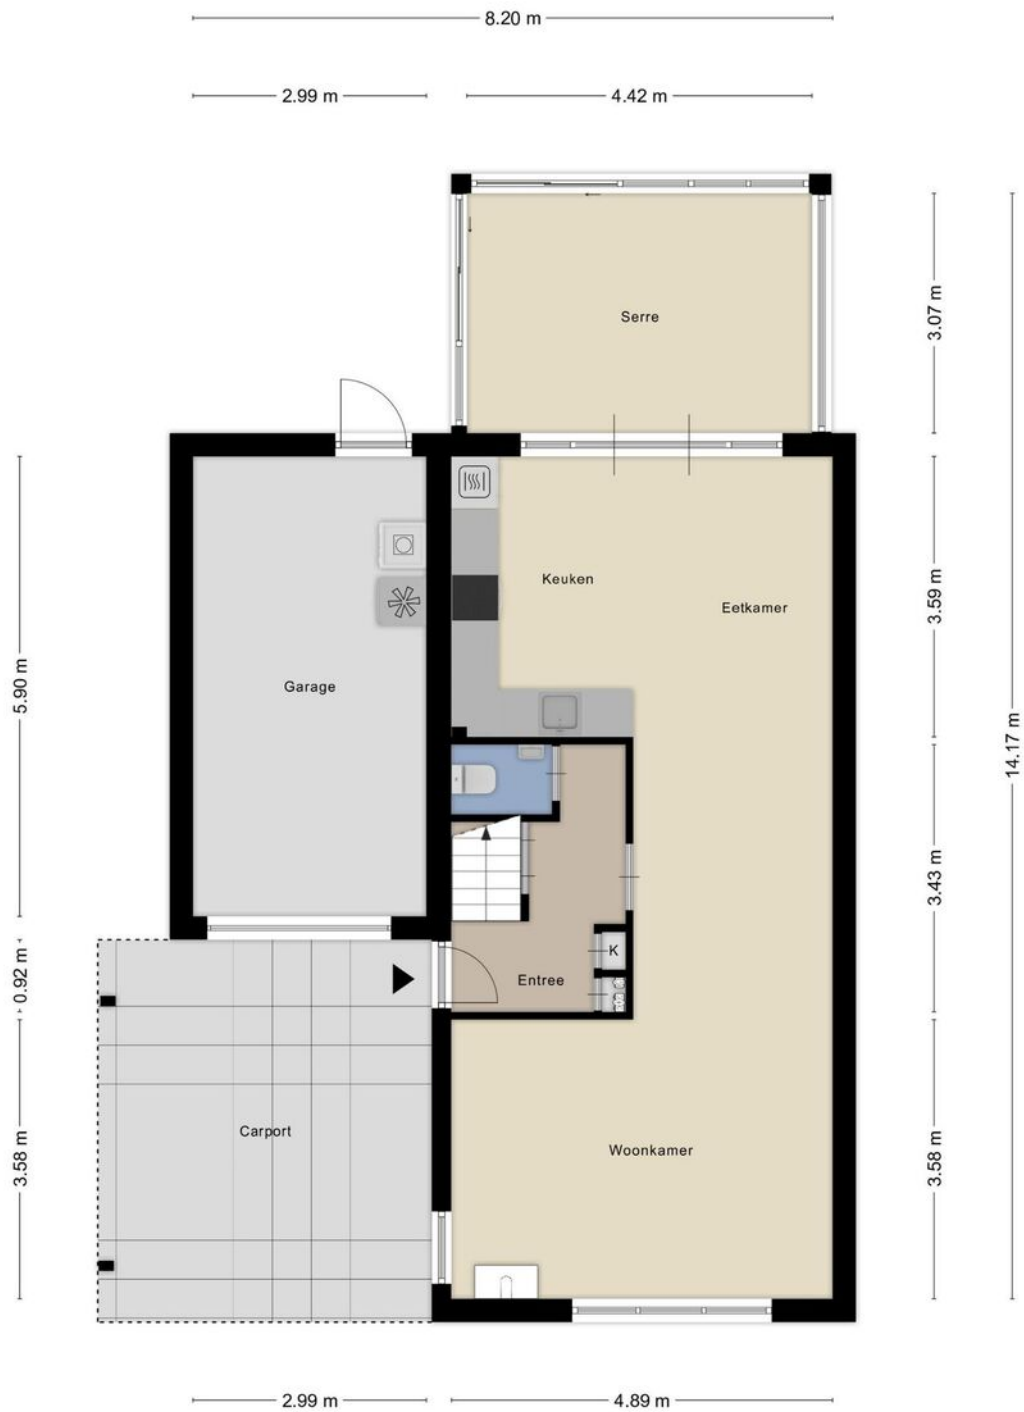 8.20 m
2.99 m
4.42 m
Serre
3.07 m
Keuken
Eetkamer
3.59 m
Garage
5.90 m
14.17 m
3.43 m
K
Entree
0.92 m
Carport
Woonkamer
3.58 m
3.58 m
2.99 m
4.89 m